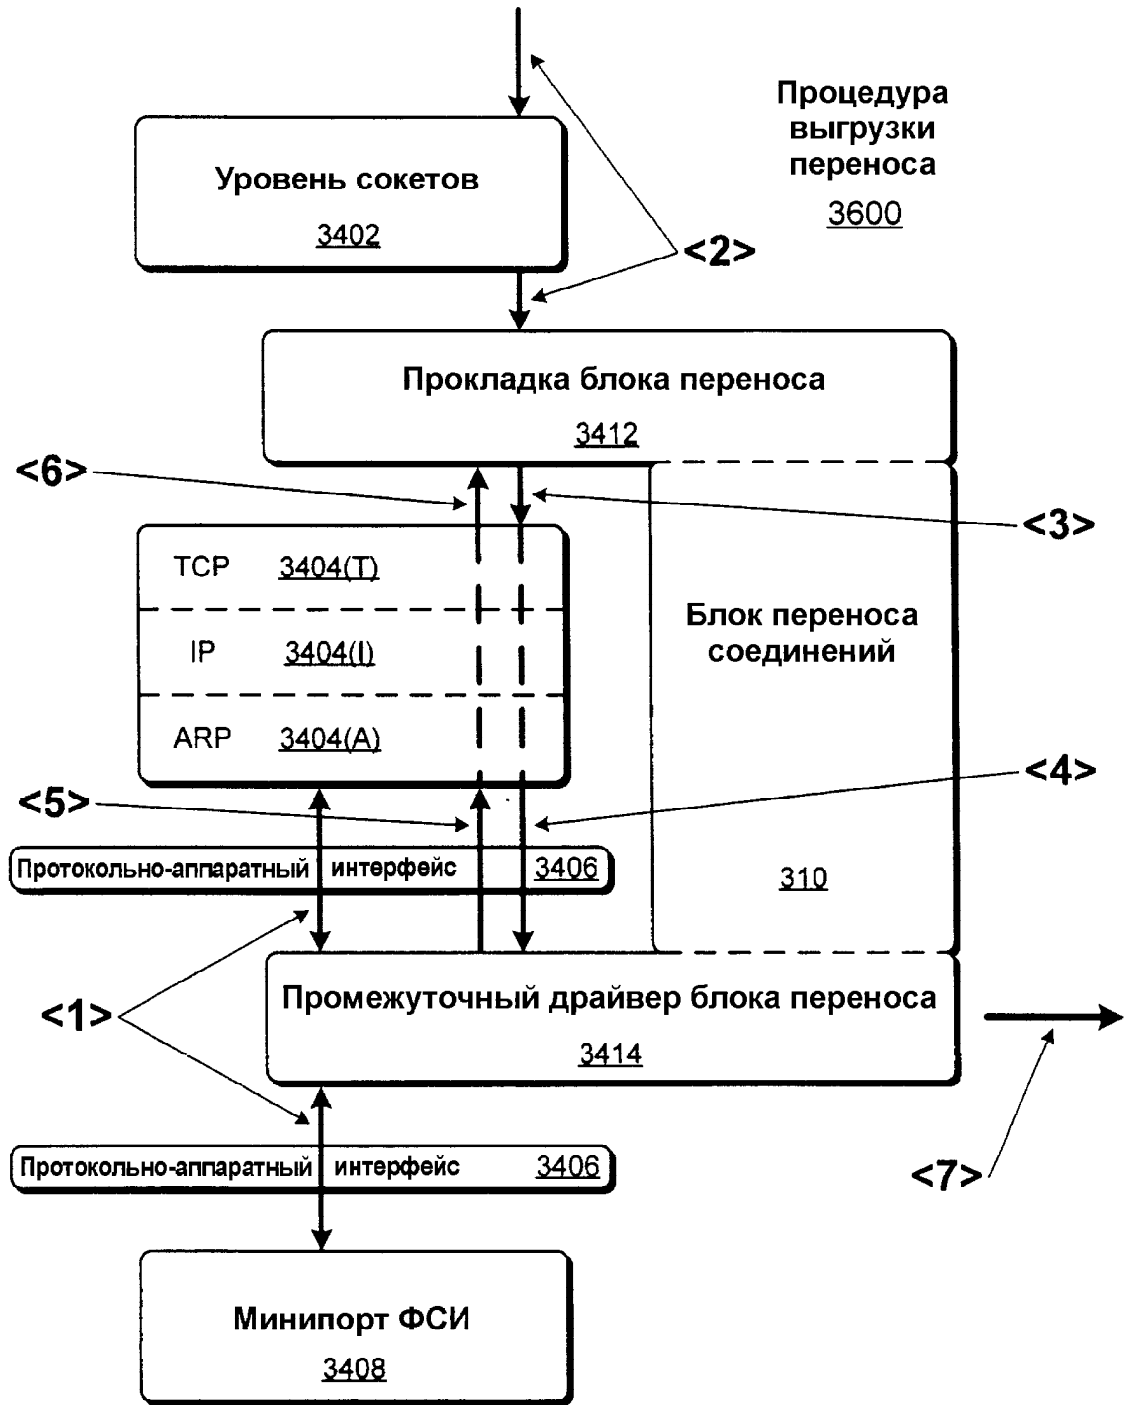 Процедура
выгрузки
переноса
3600
Уровень сокетов
3402
<2>
Прокладка блока переноса
3412
<6>
<3>
TCP 3404(T)
IP 3404(I)
ARP 3404(A)
Блок переноса
соединений
310
<5>
<4>
Протокольно-аппаратный интерфейс 3406
<1>
Промежуточный драйвер блока переноса
3414
<7>
Протокольно-аппаратный интерфейс 3406
Минипорт ФСИ
3408